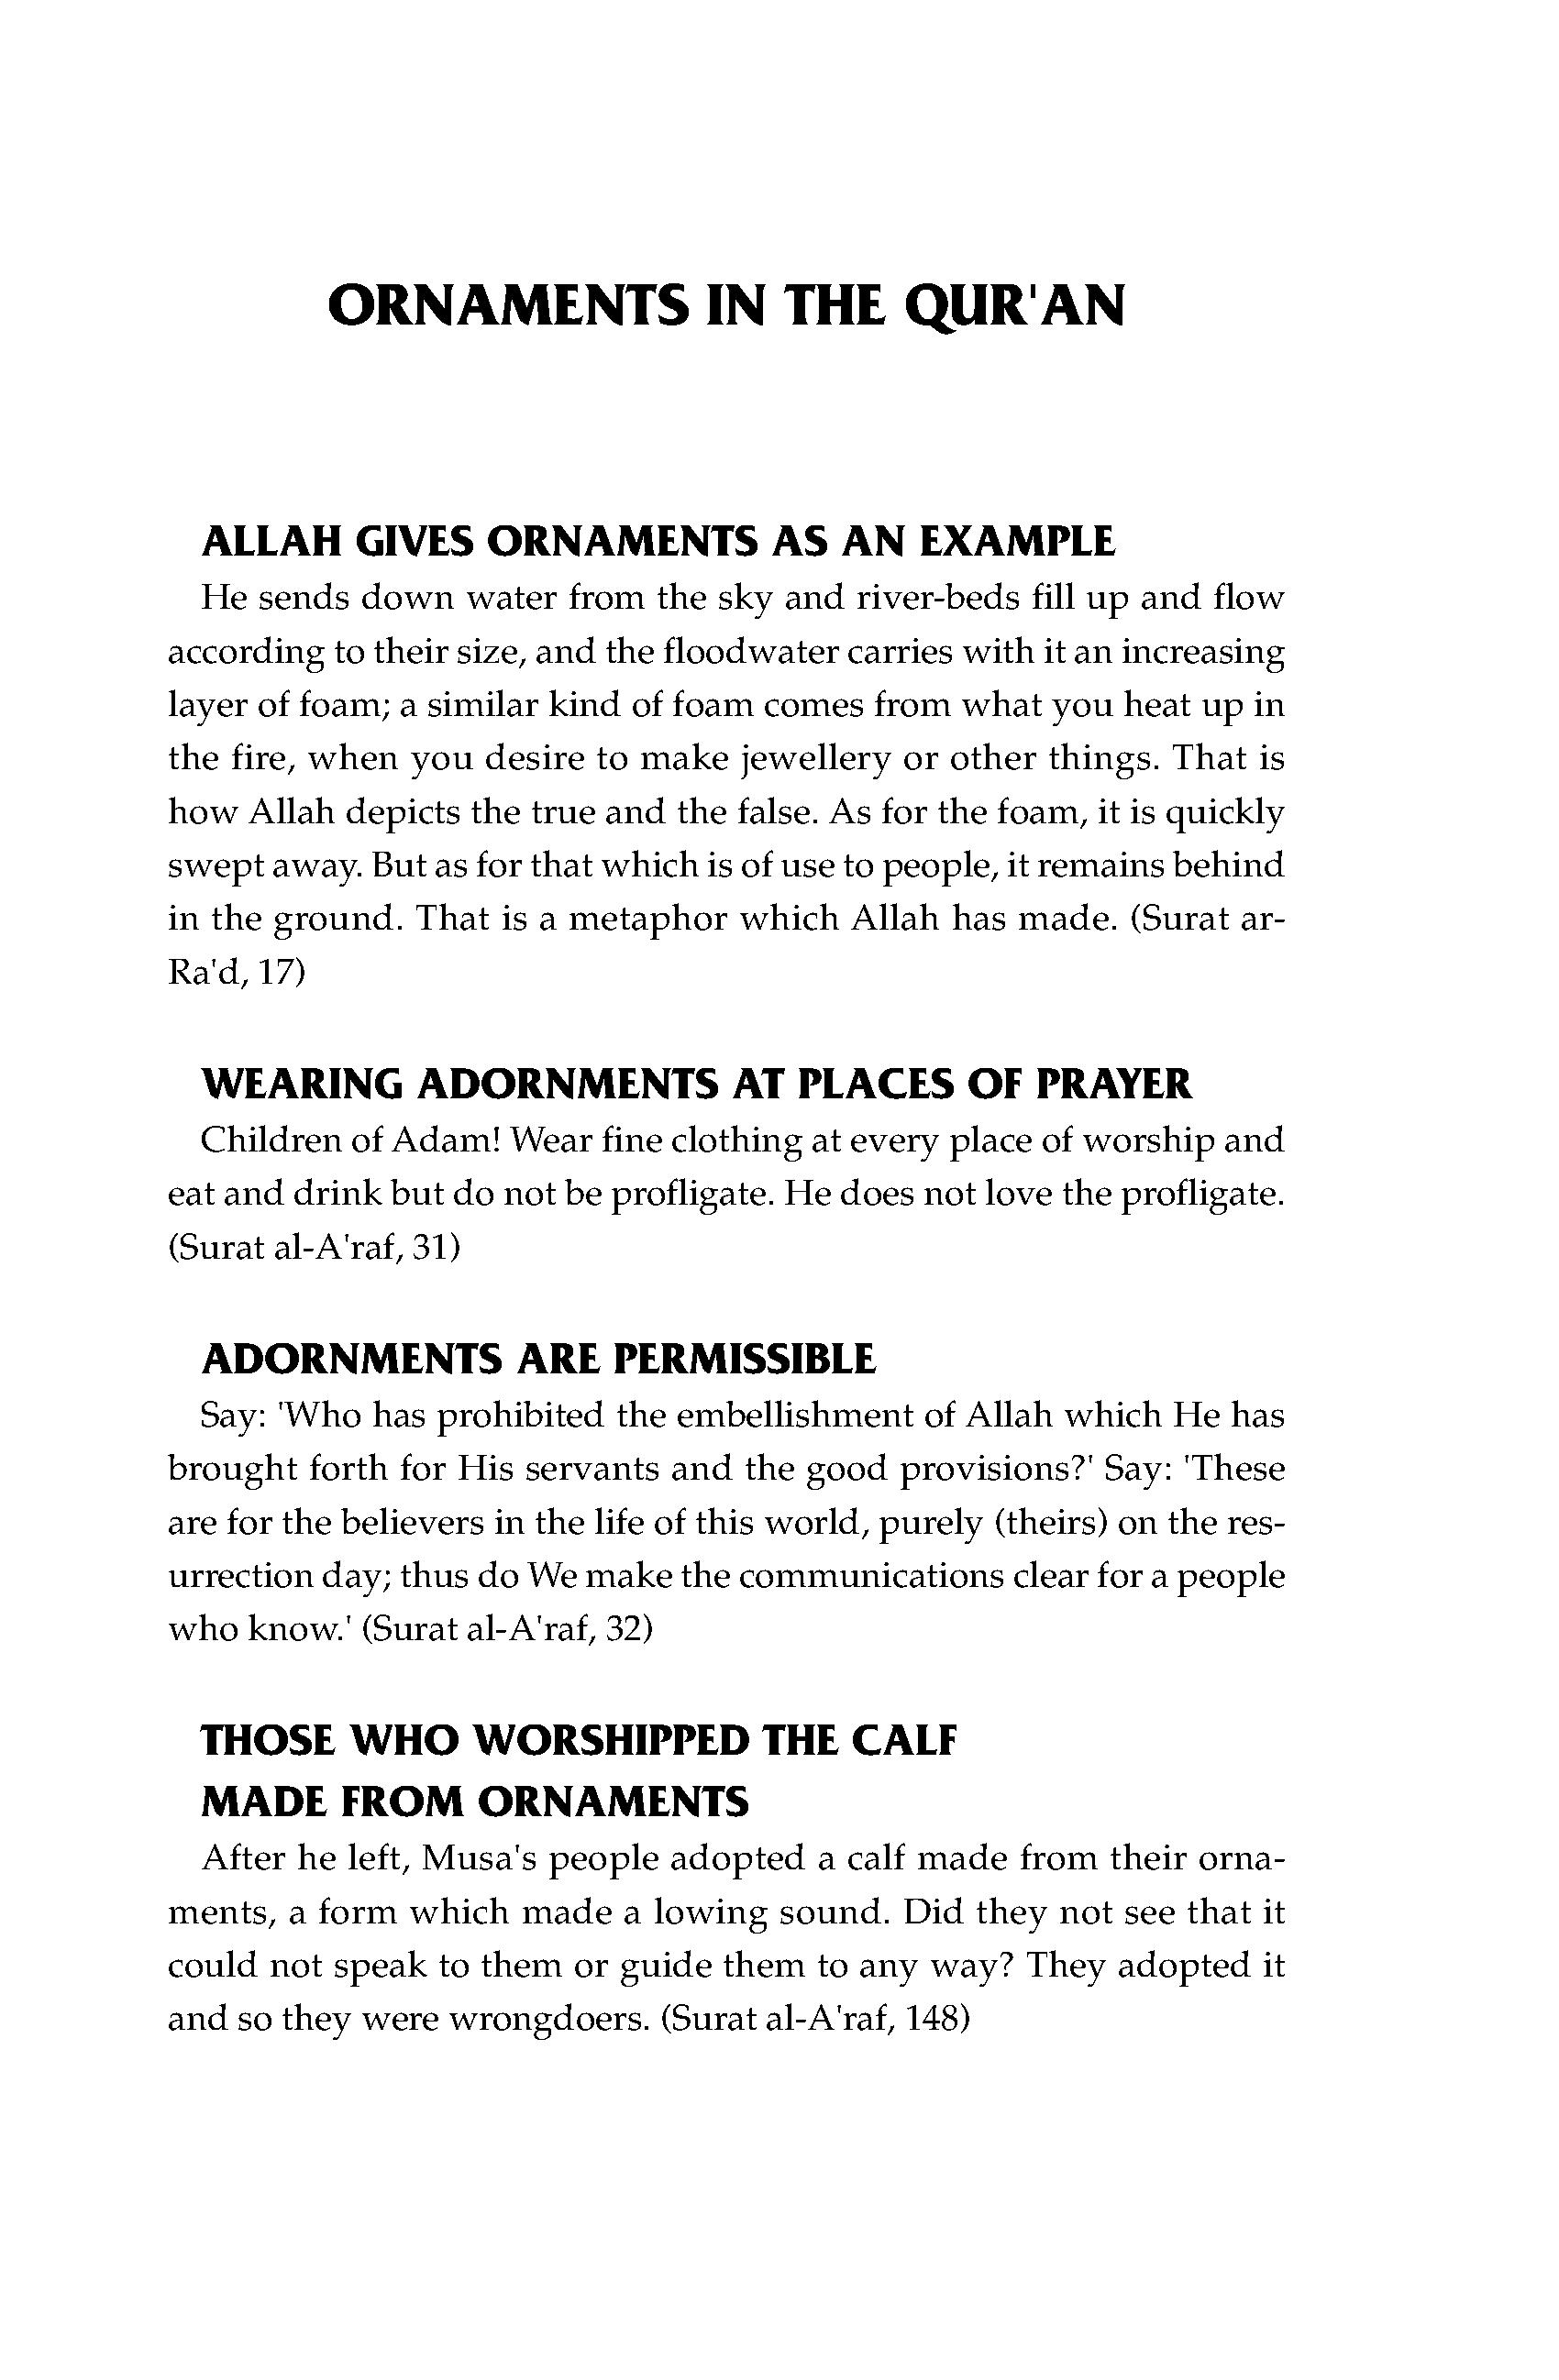 ORNAMENTS IN THE QUR'AN
ALLAH GIVES ORNAMENTS AS AN EXAMPLE
He sends down water from the sky and river-beds fill up and flow
according to their size, and the floodwater carries with it an increasing
layer of foam; a similar kind of foam comes from what you heat up in
the fire, when you desire to make jewellery or other things. That is
how Allah depicts the true and the false. As for the foam, it is quickly
swept away. But as for that which is of use to people, it remains behind
in the ground. That is a metaphor which Allah has made. (Surat ar-
Ra'd, 17)
WEARING ADORNMENTS AT PLACES OF PRAYER
Children of Adam! Wear fine clothing at every place of worship and
eat and drink but do not be profligate. He does not love the profligate.
(Surat al-A'raf, 31)
ADORNMENTS ARE PERMISSIBLE
Say: 'Who has prohibited the embellishment of Allah which He has
brought forth for His servants and the good provisions?' Say: 'These
are for the believers in the life of this world, purely (theirs) on the res-
urrection day; thus do We make the communications clear for a people
who know.' (Surat al-A'raf, 32)
THOSE WHO WORSHIPPED THE CALF
MADE FROM ORNAMENTS
After he left, Musa's people adopted a calf made from their orna-
ments, a form which made a lowing sound. Did they not see that it
could not speak to them or guide them to any way? They adopted it
and so they were wrongdoers. (Surat al-A'raf, 148)